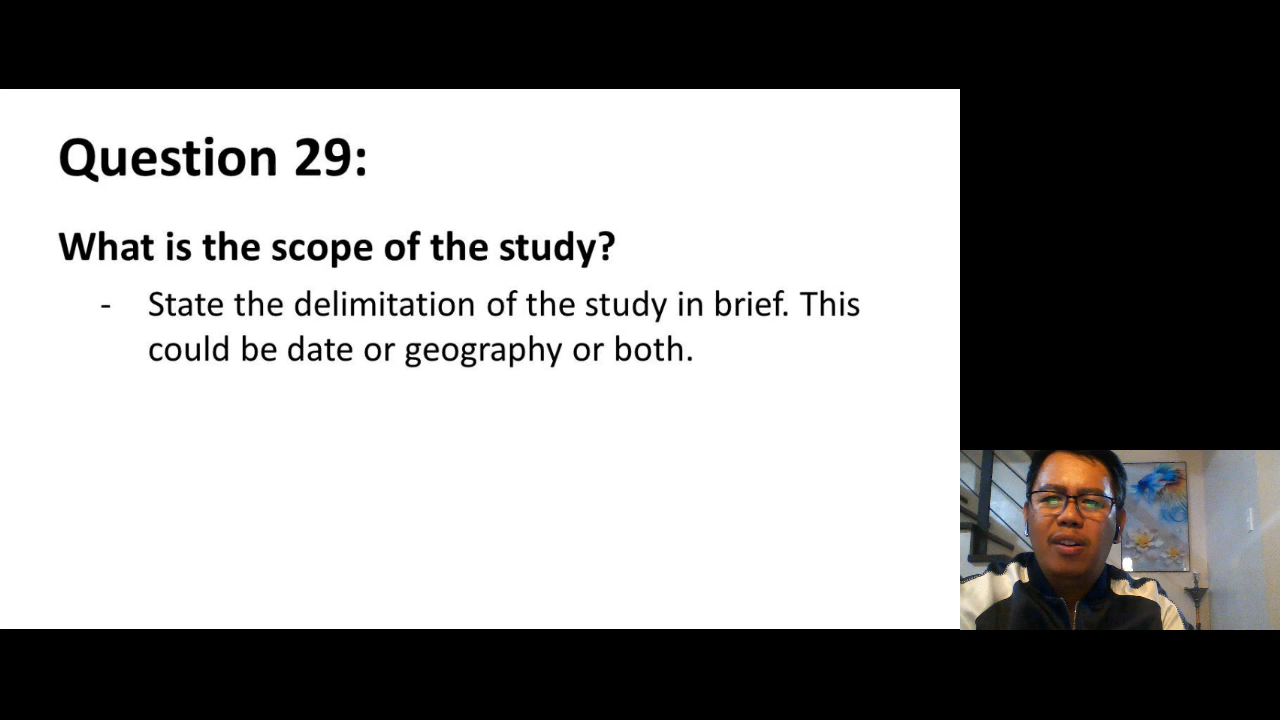 Question 29:
What is the scope of the study?
- State the delimitation of the study in brief. This
could be date or geography or both.